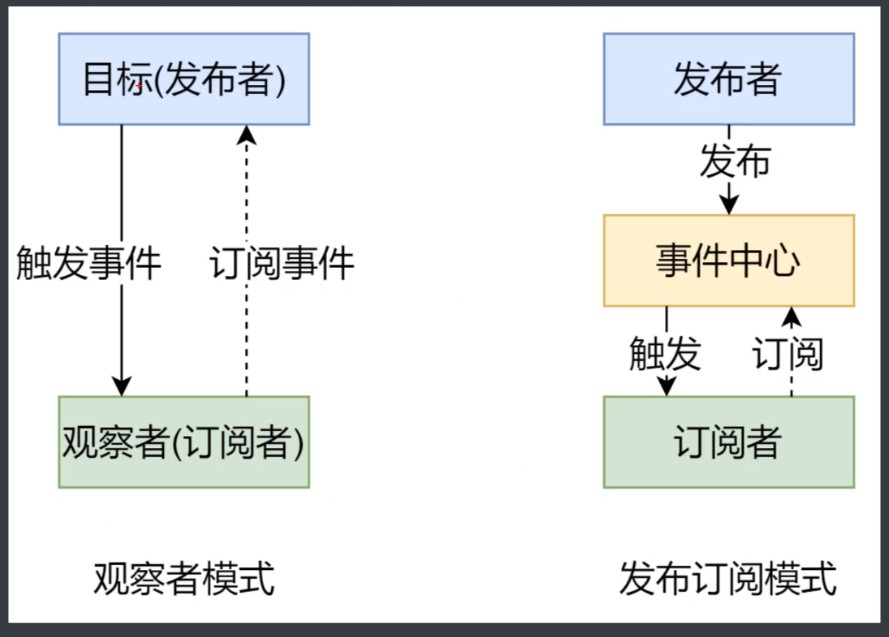 目标(发布者)
触发事件
订阅事件
观察者(订阅者)
观察者模式
发布者
发布
事件中心
触发
订阅
订阅者
发布订阅模式